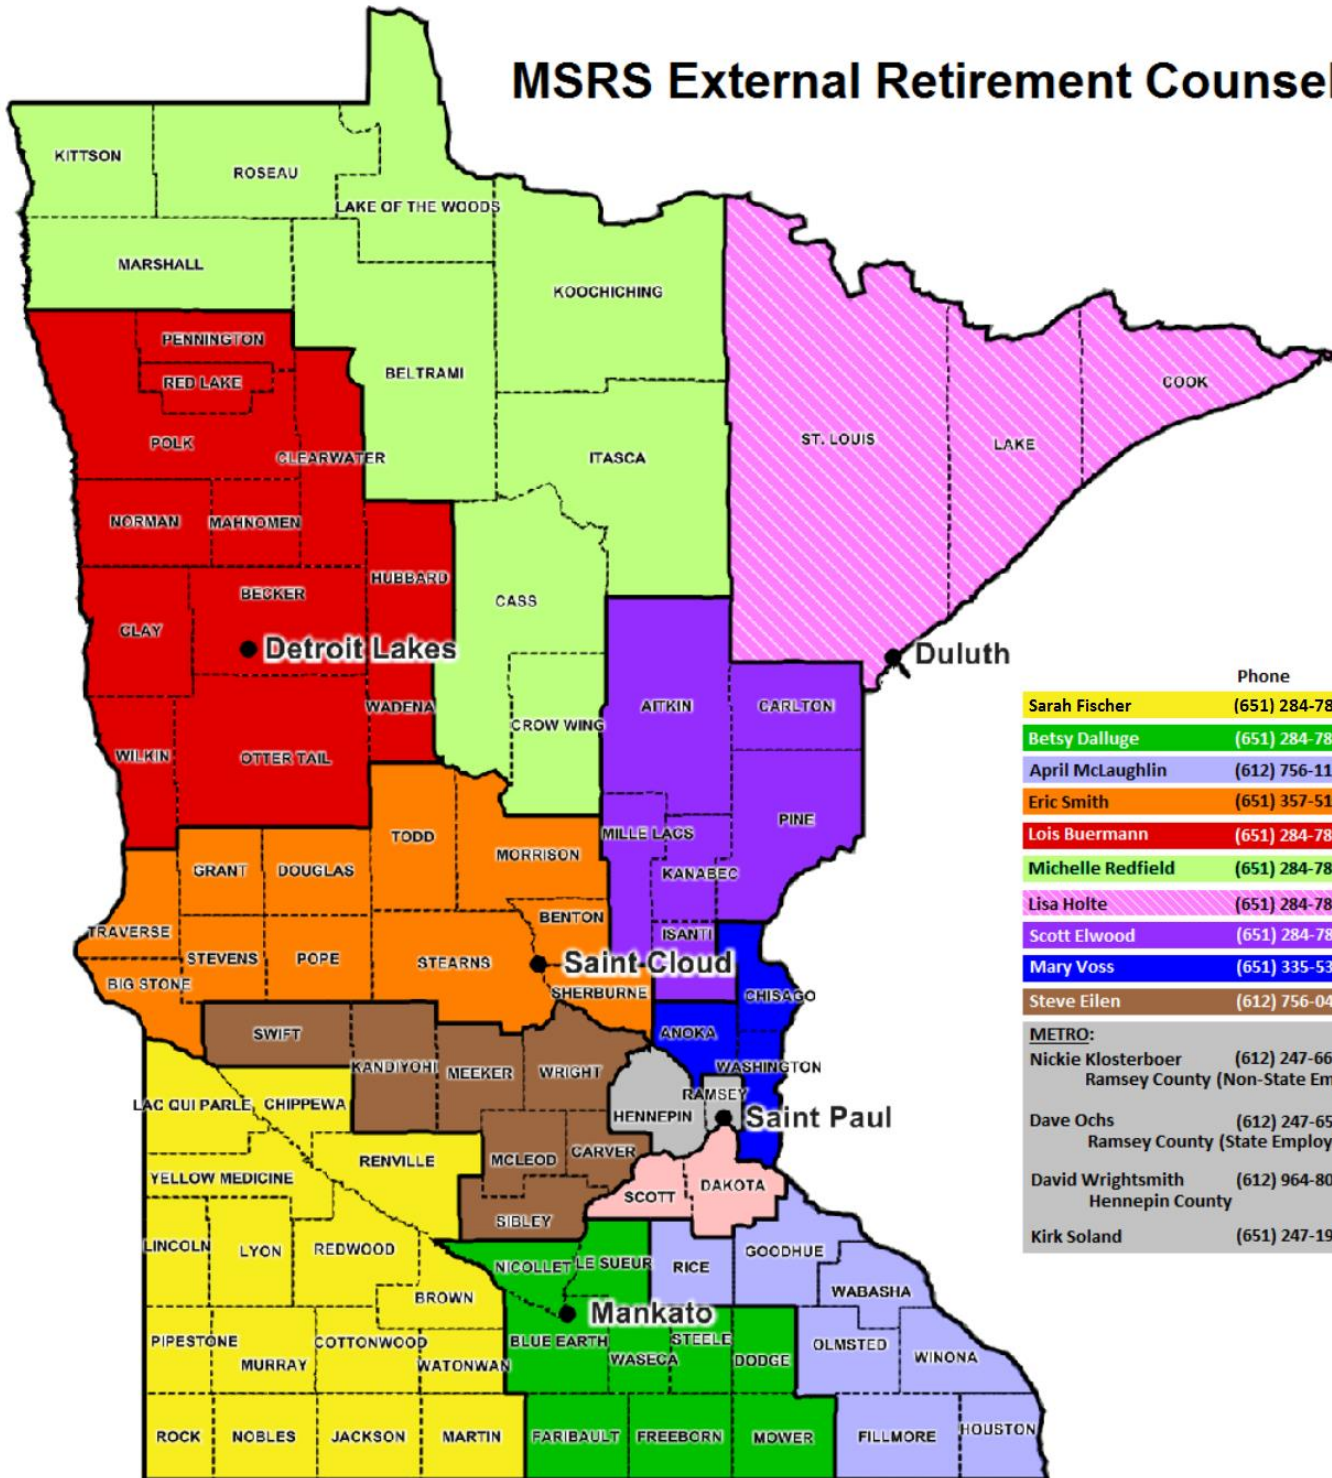 MSRS External Retirement Counsel
KITTSON
ROSEAU
LAKE OF THE WOODS
MARSHALL
KOOCHICHING
PENNINGTON
RED LAKE
BELTRAMI
COOK
POLK
CLEARWATER
ITASCA
ST. LOUIS
LAKE
NORMAN
MAHNOMEN
HUBBARD
BECKER
CASS
CLAY
Detroit Lakes
Duluth
WADENA
AITKIN
CARLTON
CROW WING
WILKIN
OTTER TAIL
TODD
MILLE LACS
PINE
MORRISON
GRANT
DOUGLAS
KANABEC
BENTON
TRAVERSE
ISANTI
STEVENS
POPE
STEARNS
Saint Cloud
BIG STONE
SHERBURNE
CHISAGO
SWIFT
ANOKA
KANDIYOHI
MEEKER
WRIGHT
WASHINGTON
RAMSEY
LAC QUI PARLE
CHIPPEWA
HENNEPIN
Saint Paul
RENVILLE
MCLEOD
CARVER
YELLOW MEDICINE
SCOTT
DAKOTA
SIBLEY
LINCOLN
LYON
REDWOOD
NICOLLET
LE SUEUR
RICE
GOODHUE
BROWN
WABASHA
Mankato
PIPESTONE
MURRAY
COTTONWOOD
WATONWAN
BLUE EARTH
WASECA
STEELE
DODGE
OLMSTED
WINONA
ROCK
NOBLES
JACKSON
MARTIN
FARIBAULT
FREEBORN
MOWER
FILLMORE
HOUSTON
Phone
Sarah Fischer (651) 284-78
Betsy Dalluge (651) 284-78
April McLaughlin (612) 756-11
Eric Smith (651) 357-51
Lois Buermann (651) 284-78
Michelle Redfield (651) 284-78
Lisa Holte (651) 284-78
Scott Elwood (651) 284-78
Mary Voss (651) 335-53
Steve Eilen (612) 756-04
METRO:
Nickie Klosterboer (612) 247-66
Ramsey County (Non-State Em
Dave Ochs (612) 247-65
Ramsey County (State Employ
David Wrightsmith (612) 964-80
Hennepin County
Kirk Soland (651) 247-19